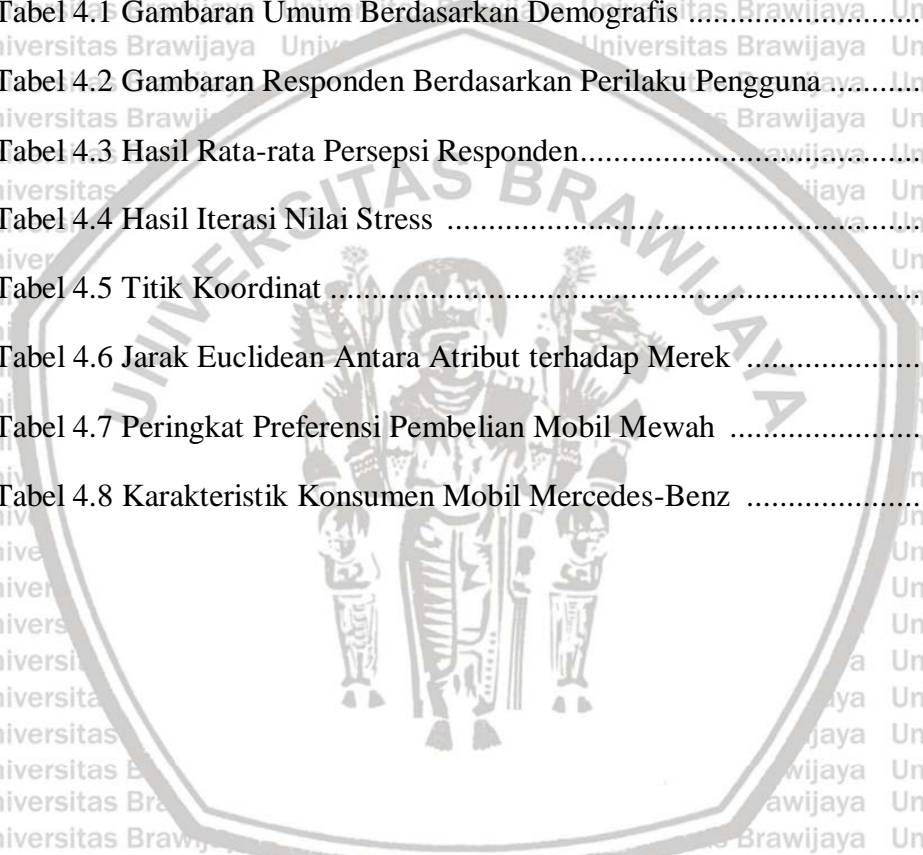 Tabel 4.1 Gambaran Umum Berdasarkan Demografis ..............................
Tabel 4.2 Gambaran Responden Berdasarkan Perilaku Pengguna ...........
Tabel 4.3 Hasil Rata-rata Persepsi Responden..........................................
Tabel 4.4 Hasil Iterasi Nilai Stress ..........................................................
Tabel 4.5 Titik Koordinat ........................................................................
Tabel 4.6 Jarak Euclidean Antara Atribut terhadap Merek .....................
Tabel 4.7 Peringkat Preferensi Pembelian Mobil Mewah .......................
Tabel 4.8 Karakteristik Konsumen Mobil Mercedes-Benz .....................
UNIVERSITAS BRAWIJAYA